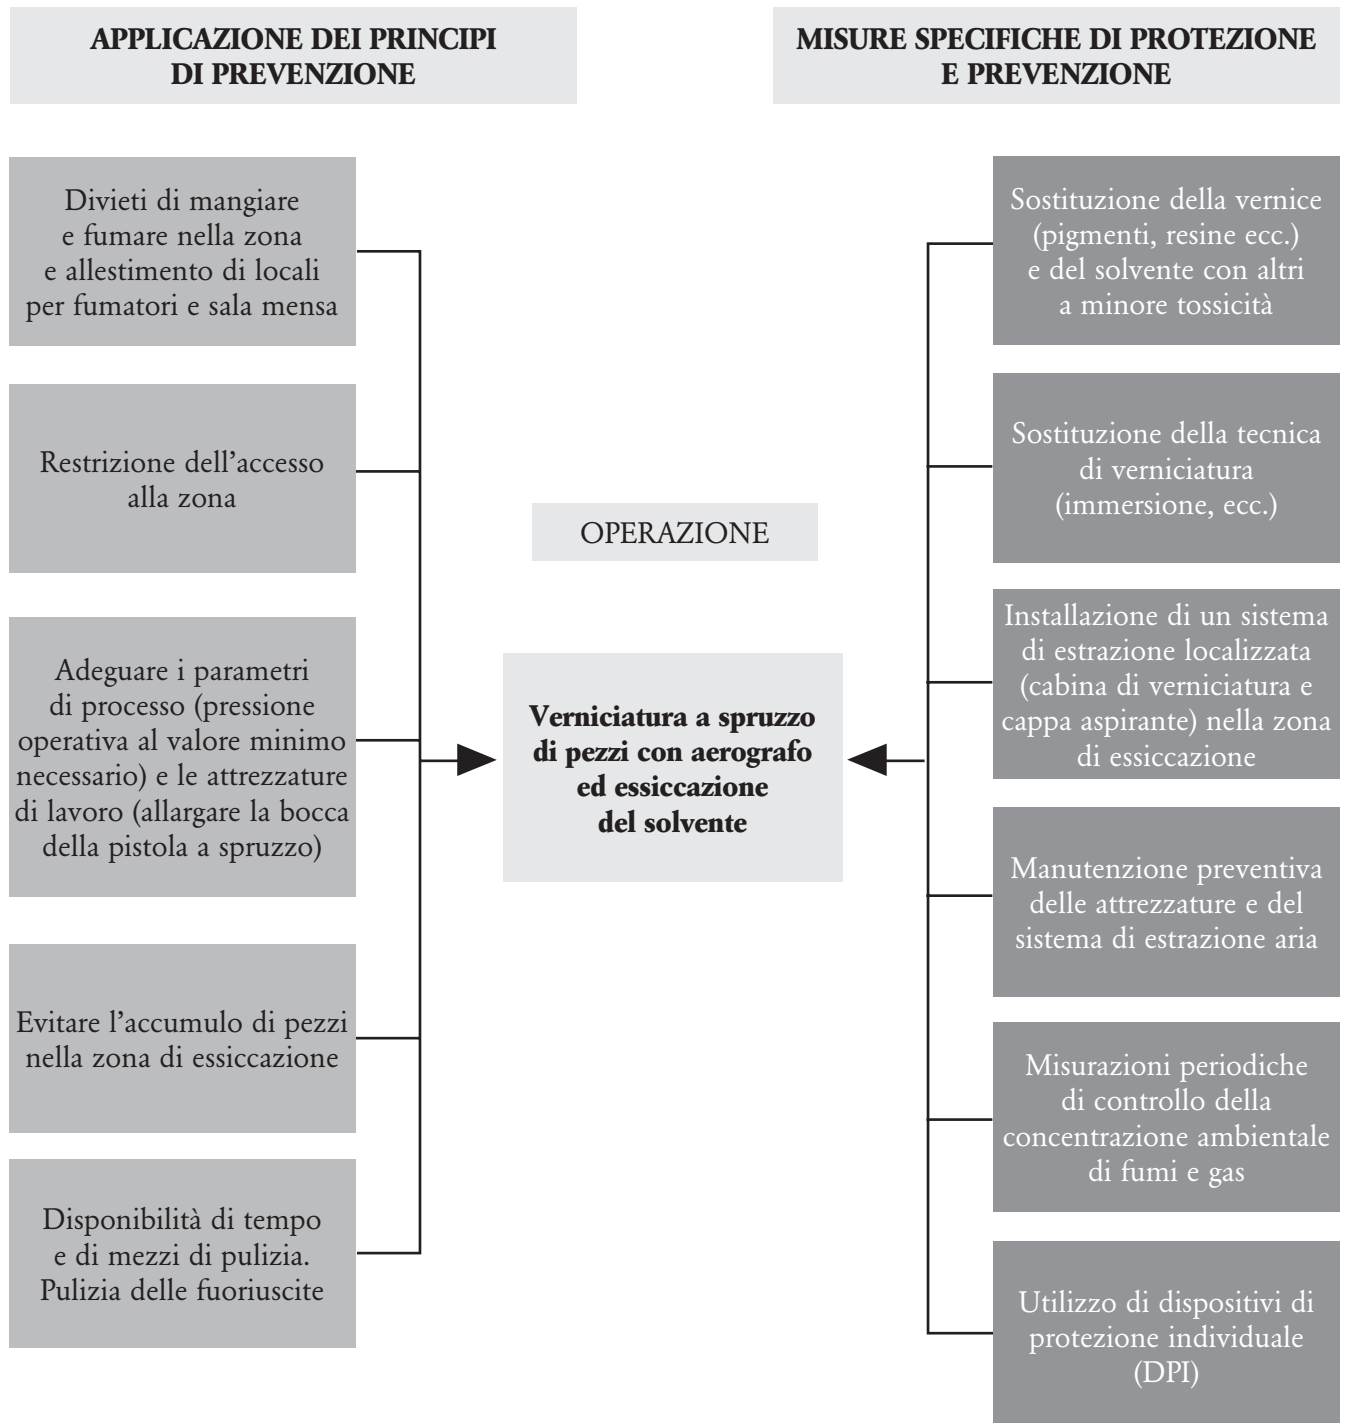 APPLICAZIONE DEI PRINCIPI
DI PREVENZIONE
MISURE SPECIFICHE DI PROTEZIONE
E PREVENZIONE
Divieti di mangiare
e fumare nella zona
e allestimento di locali
per fumatori e sala mensa
Restrizione dell’accesso
alla zona
Adeguare i parametri
di processo (pressione
operativa al valore minimo
necessario) e le attrezzature
di lavoro (allargare la bocca
della pistola a spruzzo)
Evitare l’accumulo di pezzi
nella zona di essiccazione
Disponibilità di tempo
e di mezzi di pulizia.
Pulizia delle fuoriuscite
OPERAZIONE
Verniciatura a spruzzo
di pezzi con aerografo
ed essiccazione
del solvente
Sostituzione della vernice
(pigmenti, resine ecc.)
e del solvente con altri
a minore tossicità
Sostituzione della tecnica
di verniciatura
(immersione, ecc.)
Installazione di un sistema
di estrazione localizzata
(cabina di verniciatura e
cappa aspirante) nella zona
di essiccazione
Manutenzione preventiva
delle attrezzature e del
sistema di estrazione aria
Misurazioni periodiche
di controllo della
concentrazione ambientale
di fumi e gas
Utilizzo di dispositivi di
protezione individuale
(DPI)